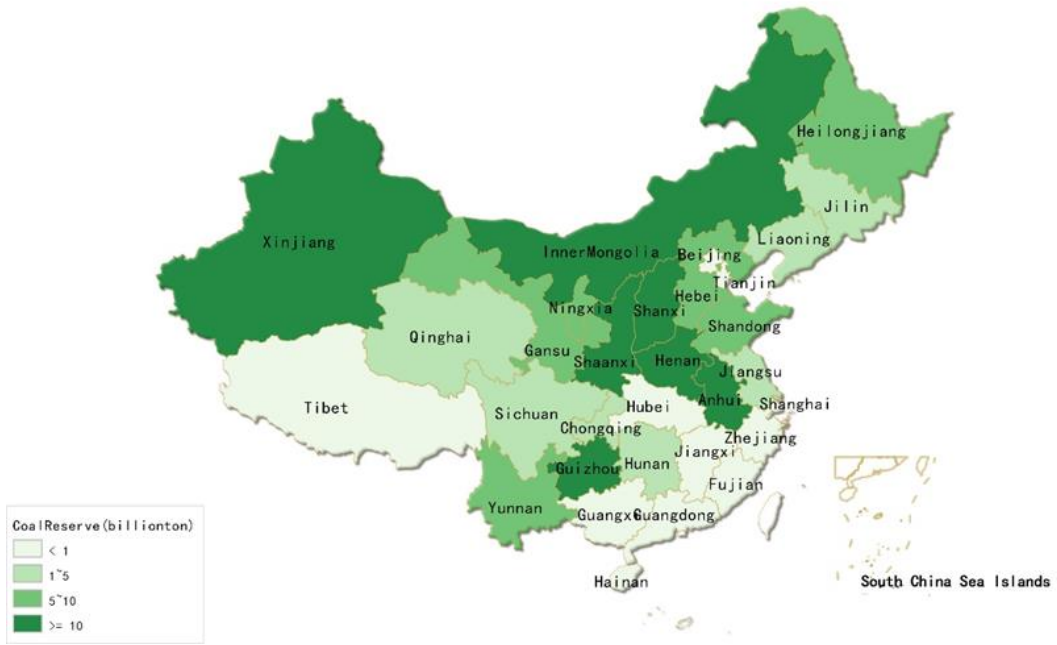 Heilongjiang
Jilin
Liaoning
Xinjiang
InnerMongolia
Beijing
Tianjin
Hebei
Ningxia
Shanxi
Shandong
Qinghai
Gansu
Shaanxi
Henan
Jiangsu
Anhui
Shanghai
Tibet
Sichuan
Hubei
Chongqing
Zhejiang
Jiangxi
Hunan
Guizhou
Fujian
Yunnan
Guangxi
Guangdong
Hainan
South China Sea Islands
CoalReserve(billionton)
< 1
1~5
5~10
>= 10